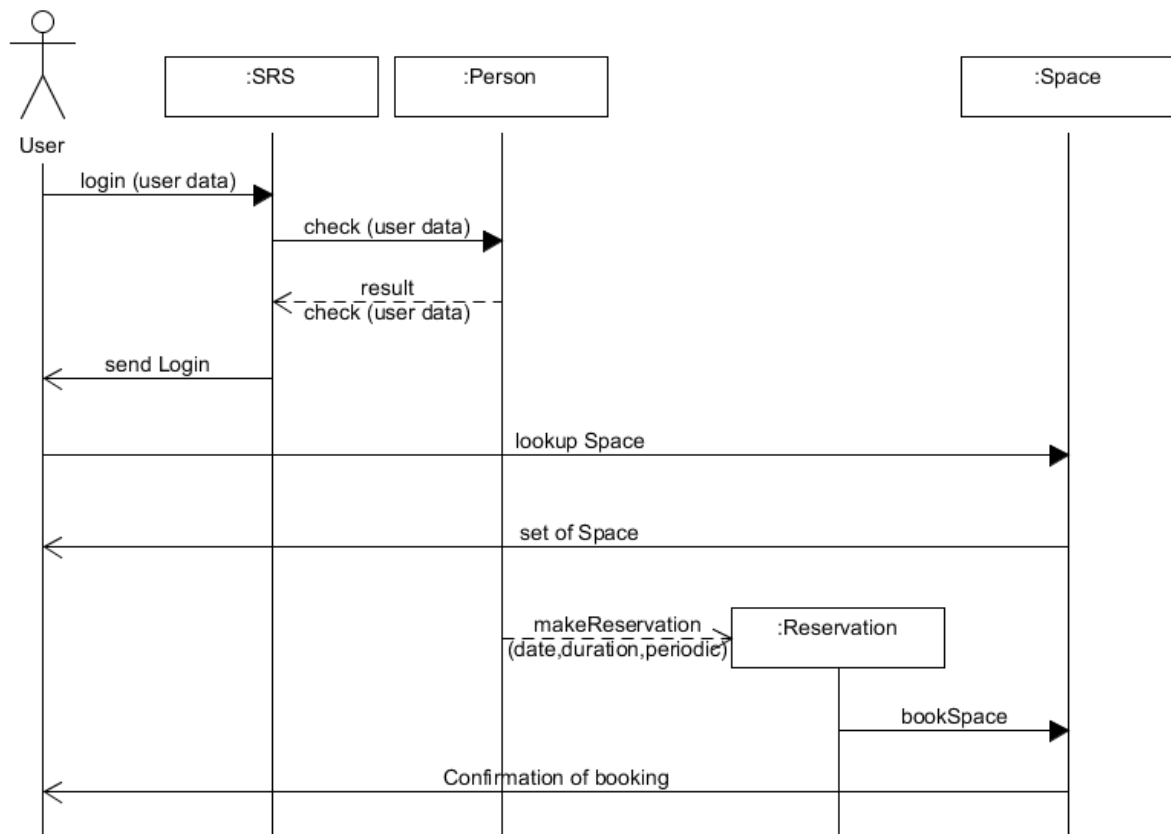 :SRS
:Person
:Space
User
login (user data)
check (user data)
result
check (user data)
send Login
lookup Space
set of Space
makeReservation
(date,duration,periodic)
:Reservation
bookSpace
Confirmation of booking